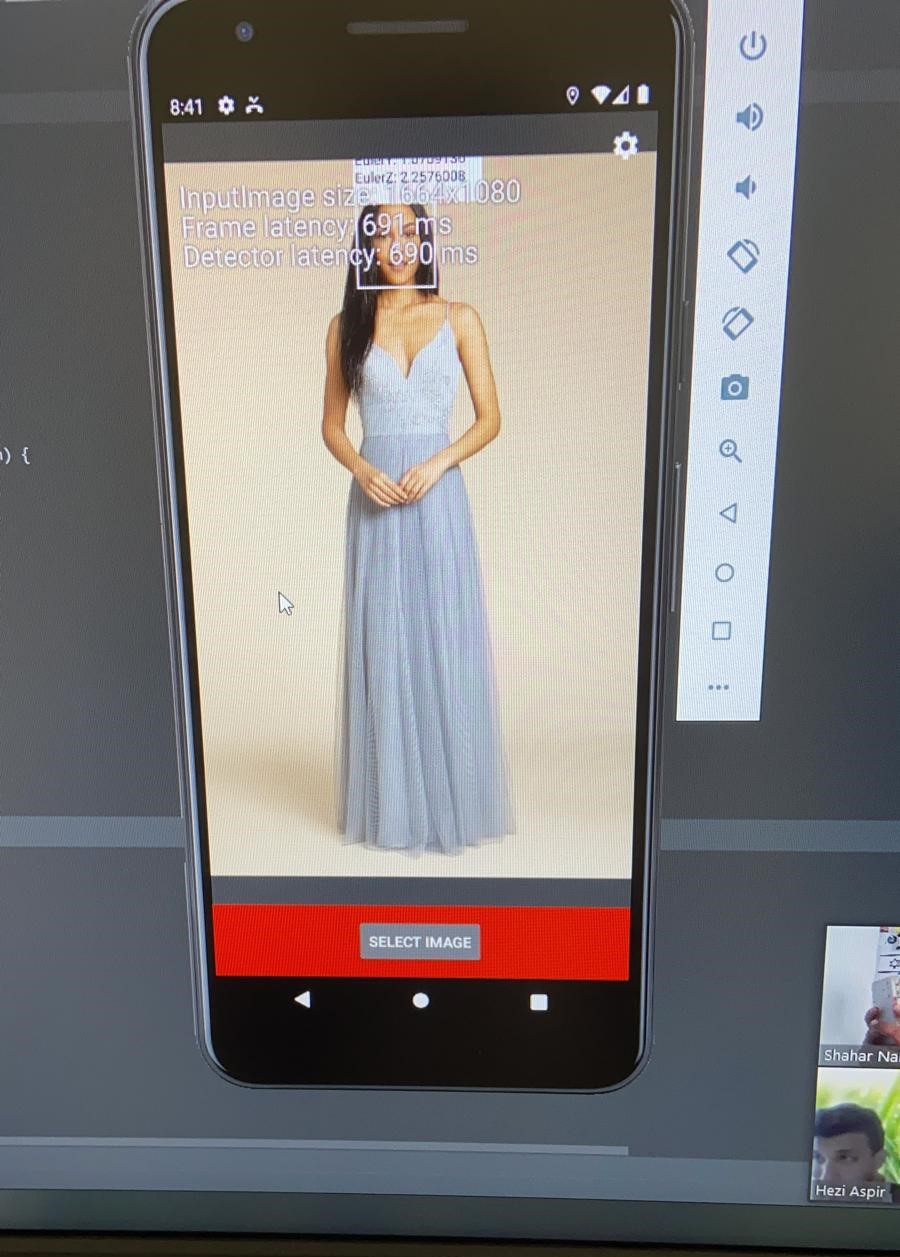 8:41
EulerY: 1.0709130
EulerZ: 2.2576008
InputImage size: 1664x1080
Frame latency: 691 ms
Detector latency: 690 ms
) {
SELECT IMAGE
Shahar Na
Hezi Aspir